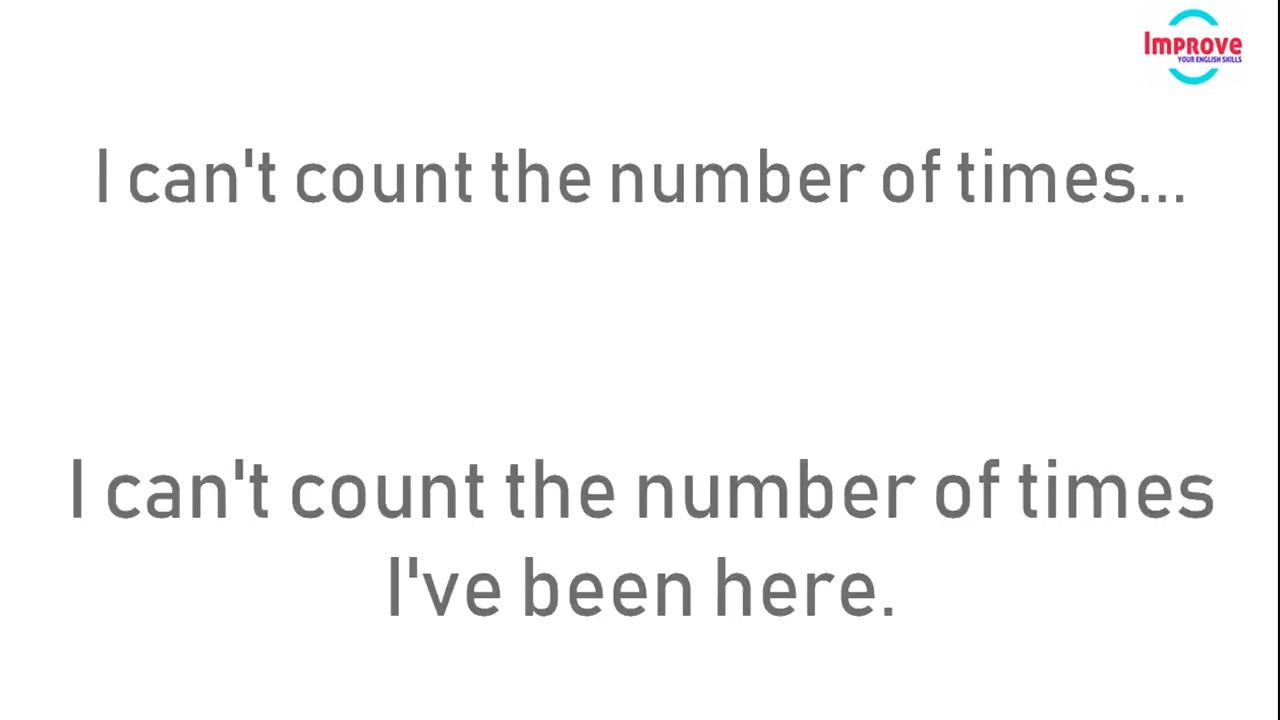 Improve
YOUR ENGLISH SKILLS
I can't count the number of times...
I can't count the number of times
I've been here.